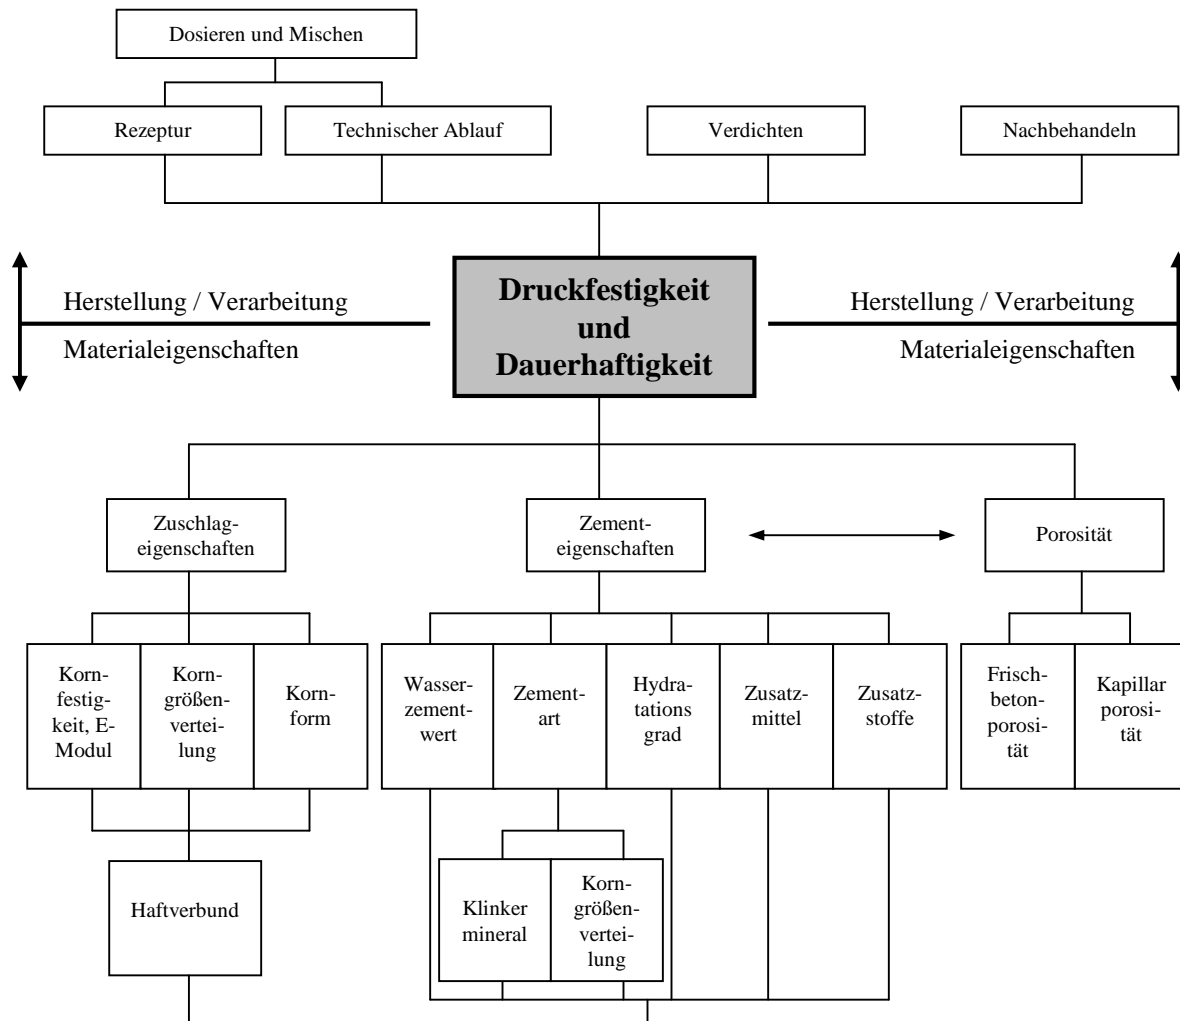 Dosieren und Mischen
Rezeptur
Technischer Ablauf
Verdichten
Nachbehandeln
Druckfestigkeit
und
Dauerhaftigkeit
Herstellung / Verarbeitung
Materialeigenschaften
Herstellung / Verarbeitung
Materialeigenschaften
Zuschlag-
eigenschaften
Zement-
eigenschaften
Porosität
Korn-
festig-
keit, E-
Modul
Korn-
größen-
verteil-
lung
Korn-
form
Wasser-
zement-
wert
Zement-
art
Hydra-
tations
grad
Zusatz-
mittel
Zusatz-
stoffe
Frisch-
beton-
porosi-
tät
Kapillar
porosi-
tät
Haftverbund
Klinker
mineral
Korn-
größen-
verteil-
lung